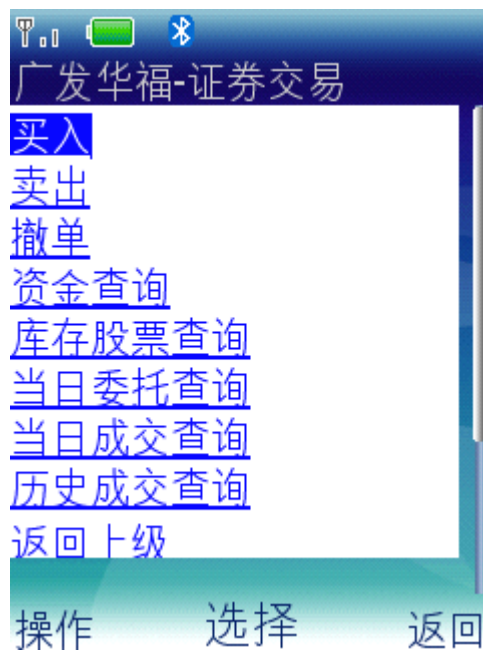 广发华福-证券交易
买入
卖出
撤单
资金查询
库存股票查询
当日委托查询
当日成交查询
历史成交查询
返回上级
操作 选择 返回